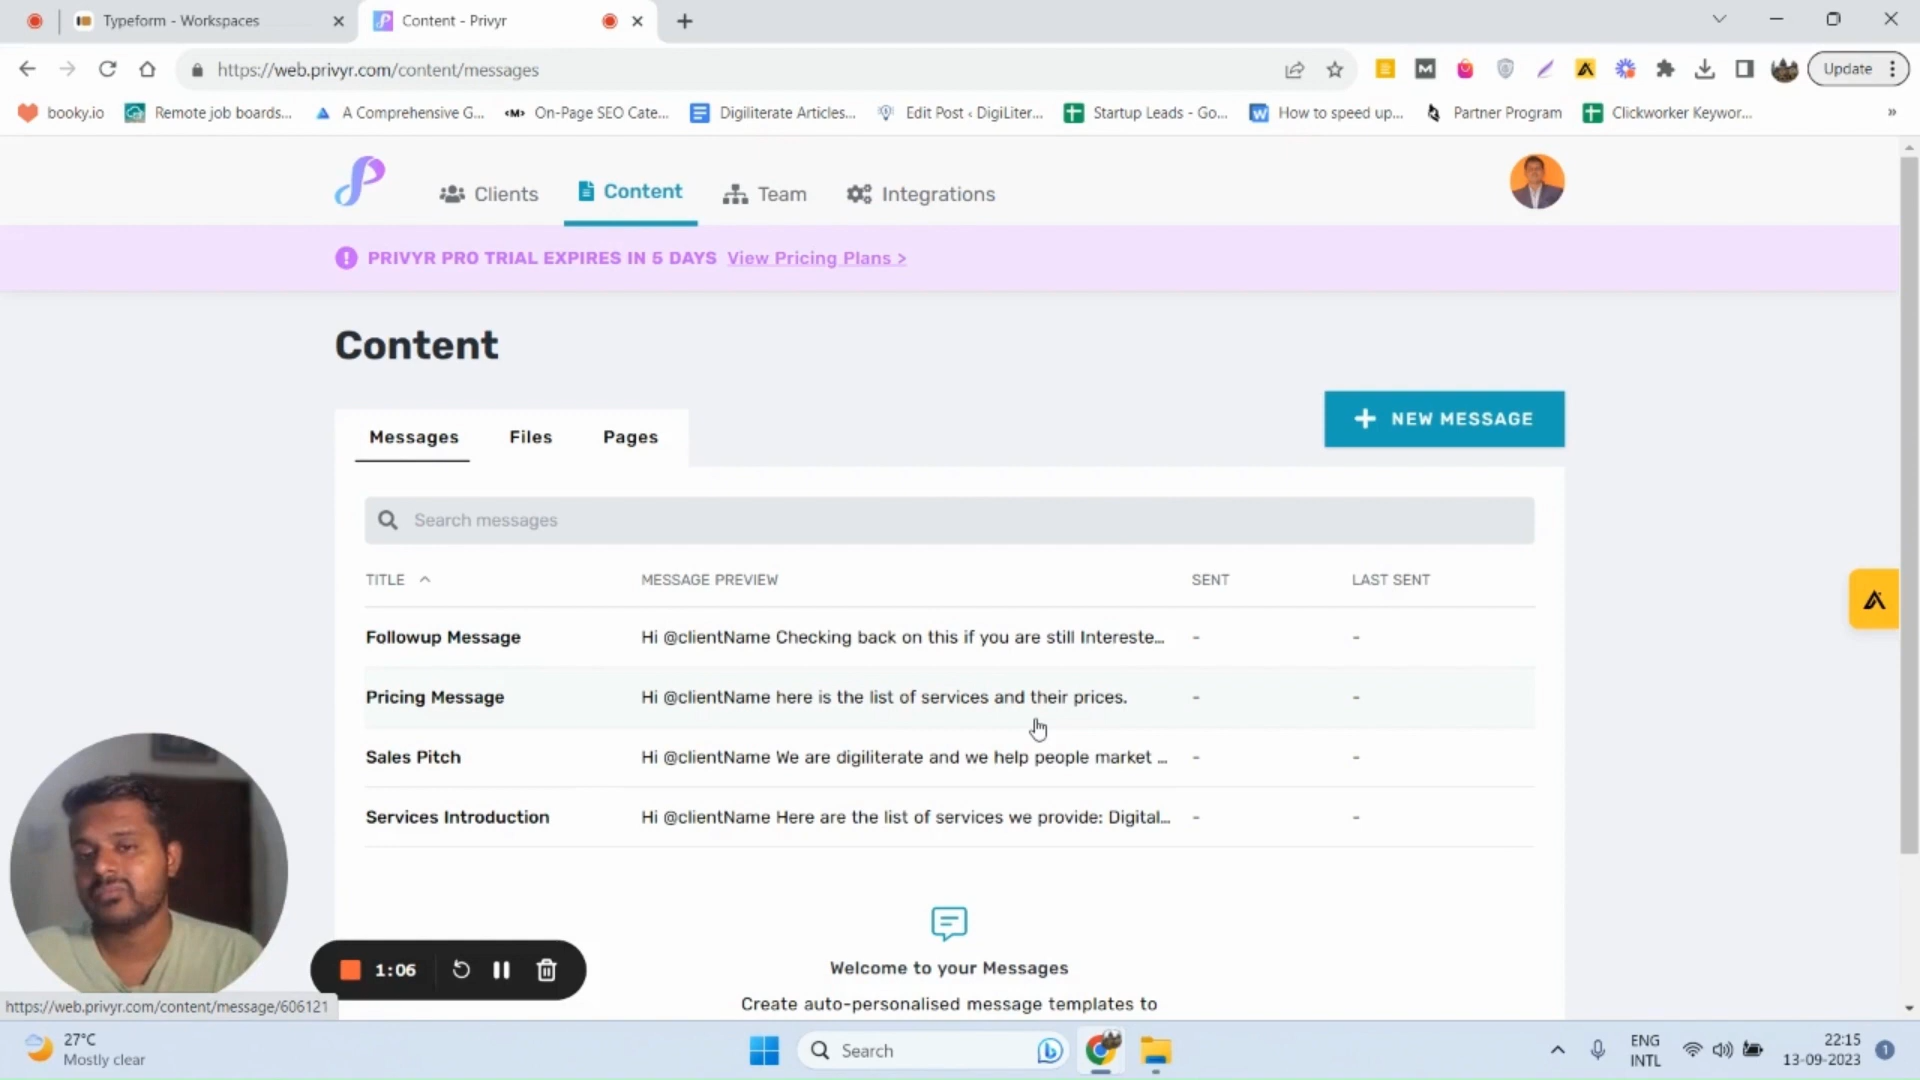 Typeform - Workspaces
Content - Privyr
https://web.privyr.com/content/messages
Update
booky.io
Remote job boards...
A Comprehensive G...
<M> On-Page SEO Cate...
Digiliterate Articles...
Edit Post ‹ DigiLiter...
Startup Leads - Go...
How to speed up...
Partner Program
Clickworker Keywor...
»
Clients
Content
Team
Integrations
PRIVYR PRO TRIAL EXPIRES IN 5 DAYS View Pricing Plans >
Content
+ NEW MESSAGE
Messages
Files
Pages
Search messages
TITLE
MESSAGE PREVIEW
SENT
LAST SENT
Followup Message
Hi @clientName Checking back on this if you are still Intereste...
-
-
Pricing Message
Hi @clientName here is the list of services and their prices.
-
-
Sales Pitch
Hi @clientName We are digiliterate and we help people market ...
-
-
Services Introduction
Hi @clientName Here are the list of services we provide: Digital...
-
-
Welcome to your Messages
Create auto-personalised message templates to
1:06
https://web.privyr.com/content/message/606121
27°C
Mostly clear
Search
ENG
INTL
22:15
13-09-2023
1